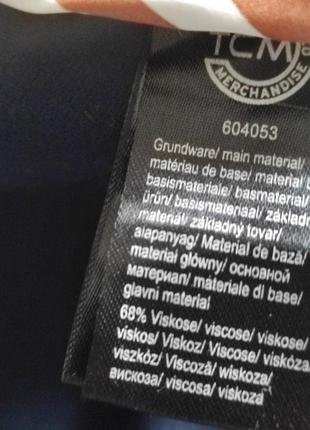 TCM
MERCHANDISE
604053
Grundware/ main material/
matériau de base/ material
basismateriale/ basmaterial/
ürün/ basismateriaal/ základní
materiál/ základný tovar/
alapanyag/ Material de bază/
materiał główny/ основной
материал/ materiale di base/
glavni material
68% Viskose/ viscose/ viskose/
viskos/ Viskoz/ Viscose/ viskóza/
viszkóz/ Viscoză/ wiskoza/
вискоза/ viscosa/ viskoza